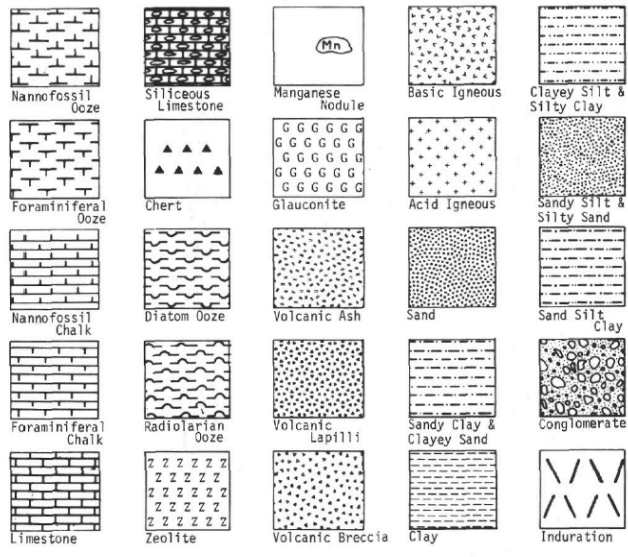 Nannofossil
Ooze
Siliceous
Limestone
Mn
Manganese
Nodule
Basic Igneous
Clayey Silt &
Silty Clay
Foraminiferal
Ooze
Chert
G G G G G G
G G G G G
G G G G G
G G G G G
G G G G G G
Glauconite
Acid Igneous
Sandy Silt &
Silty Sand
Nannofossil
Chalk
Diatom Ooze
Volcanic Ash
Sand
Sand Silt
Clay
Foraminiferal
Chalk
Radiolarian
Ooze
Volcanic
Lapilli
Sandy Clay &
Clayey Sand
Conglomerate
Limestone
Z Z Z Z Z Z
Z Z Z Z Z
Z Z Z Z Z
Z Z Z Z Z
Z Z Z Z Z Z
Zeolite
Volcanic Breccia
Clay
Induration